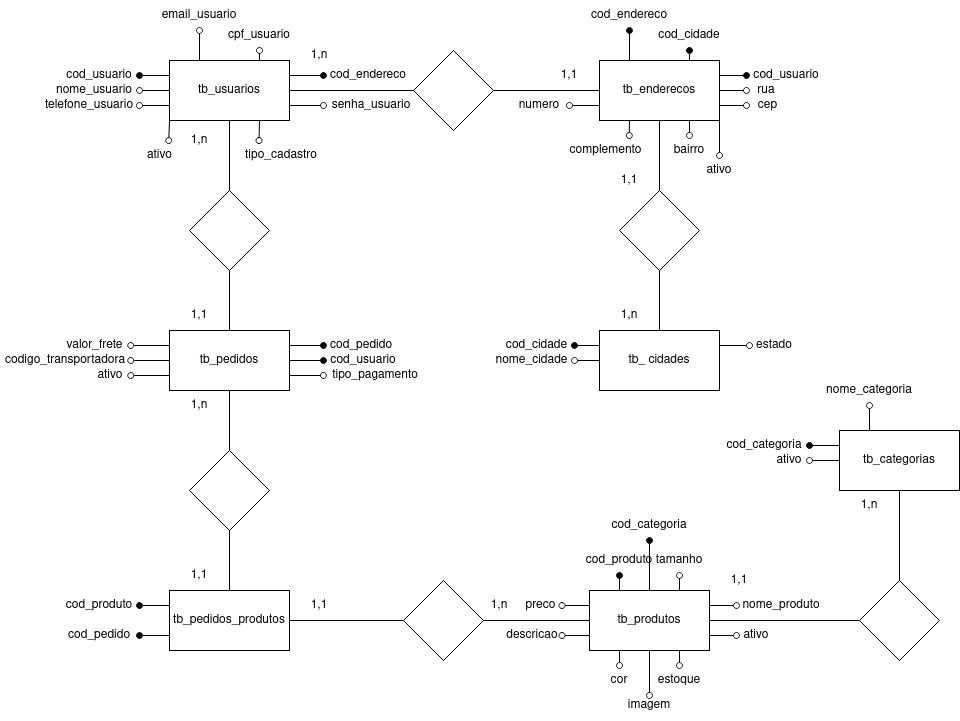 email_usuario
cod_endereco
cpf_usuario
cod_cidade
1,n
cod_usuario
cod_endereco
1,1
cod_usuario
nome_usuario
tb_usuarios
tb_enderecos
rua
telefone_usuario
senha_usuario
numero
cep
1,n
ativo
tipo_cadastro
complemento
bairro
ativo
1,1
1,1
1,n
valor_frete
cod_pedido
cod_cidade
estado
codigo_transportadora
tb_pedidos
cod_usuario
nome_cidade
tb_ cidades
ativo
tipo_pagamento
nome_categoria
1,n
cod_categoria
ativo
tb_categorias
1,n
cod_categoria
cod_produto
tamanho
1,1
1,1
cod_produto
1,1
1,n
preco
nome_produto
tb_pedidos_produtos
tb_produtos
cod_pedido
descricao
ativo
cor
estoque
imagem